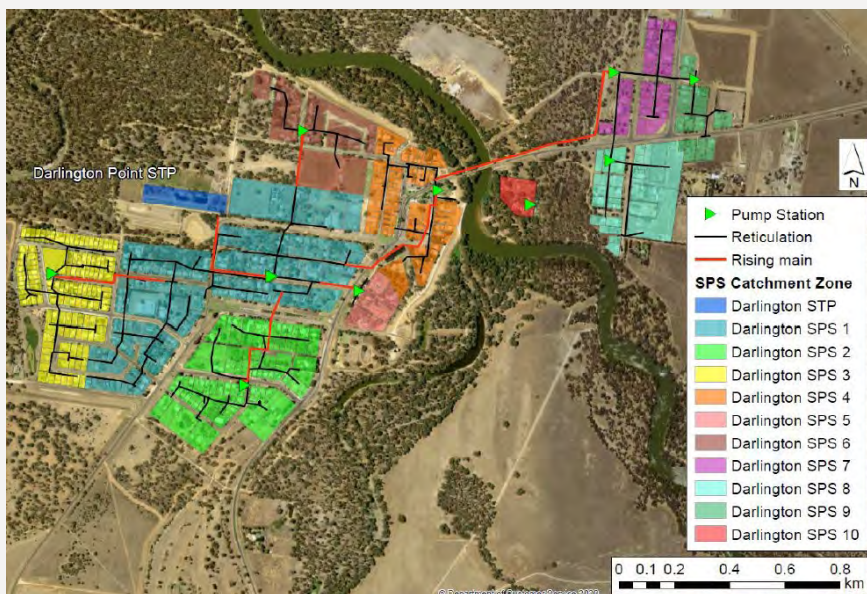 Darlington Point STP
N
Pump Station
Reticulation
Rising main
SPS Catchment Zone
Darlington STP
Darlington SPS 1
Darlington SPS 2
Darlington SPS 3
Darlington SPS 4
Darlington SPS 5
Darlington SPS 6
Darlington SPS 7
Darlington SPS 8
Darlington SPS 9
Darlington SPS 10
0 0.1 0.2 0.4 0.6 0.8
km
© Department of